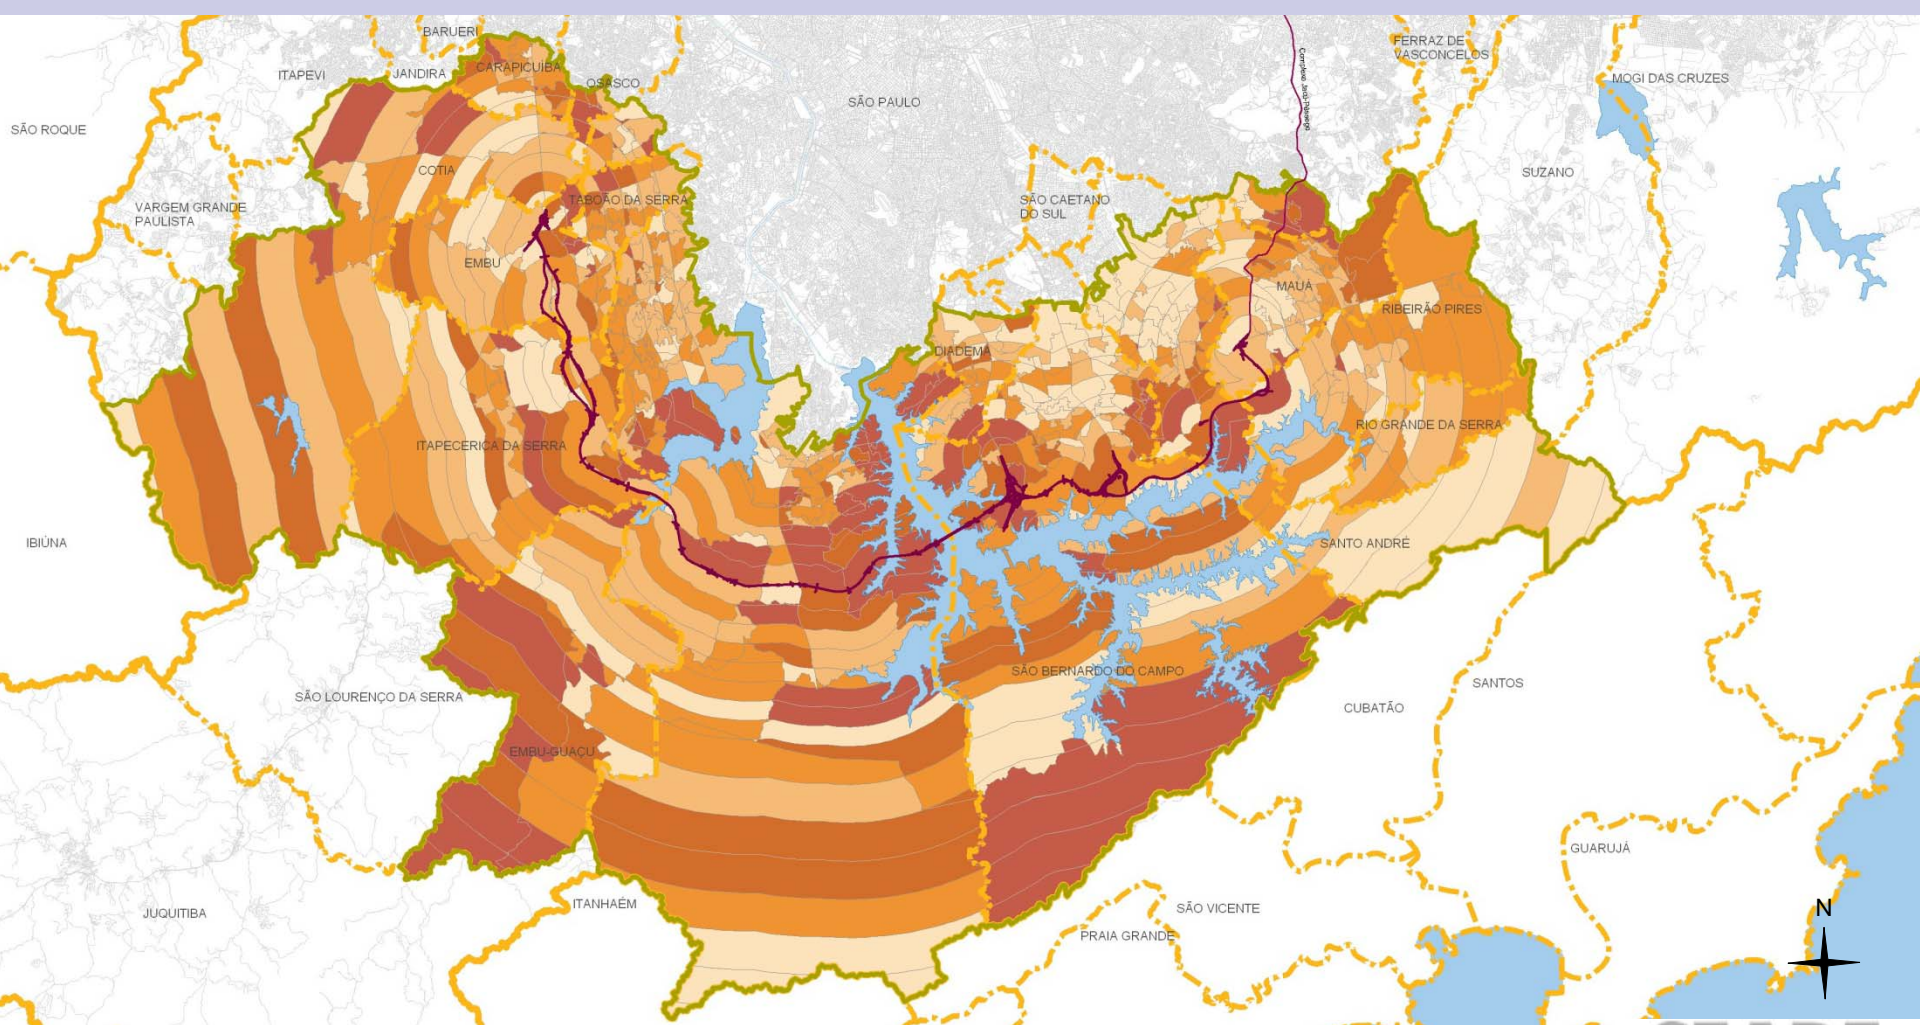 BARUERI
FERRAZ DE
VASCONCELOS
CARAPICUÍBA
ITAPEVI
JANDIRA
OSASCO
MOGI DAS CRUZES
SÃO PAULO
Complexo Jacú-Pêssego
SÃO ROQUE
COTIA
SUZANO
VARGEM GRANDE
PAULISTA
TABOÃO DA SERRA
SÃO CAETANO
DO SUL
EMBU
MAUÁ
RIBEIRÃO PIRES
DIADEMA
RIO GRANDE DA SERRA
ITAPECERICA DA SERRA
IBIÚNA
SANTO ANDRÉ
SÃO BERNARDO DO CAMPO
SANTOS
SÃO LOURENÇO DA SERRA
CUBATÃO
EMBU-GUAÇU
GUARUJÁ
ITANHAÉM
SÃO VICENTE
N
JUQUITIBA
PRAIA GRANDE